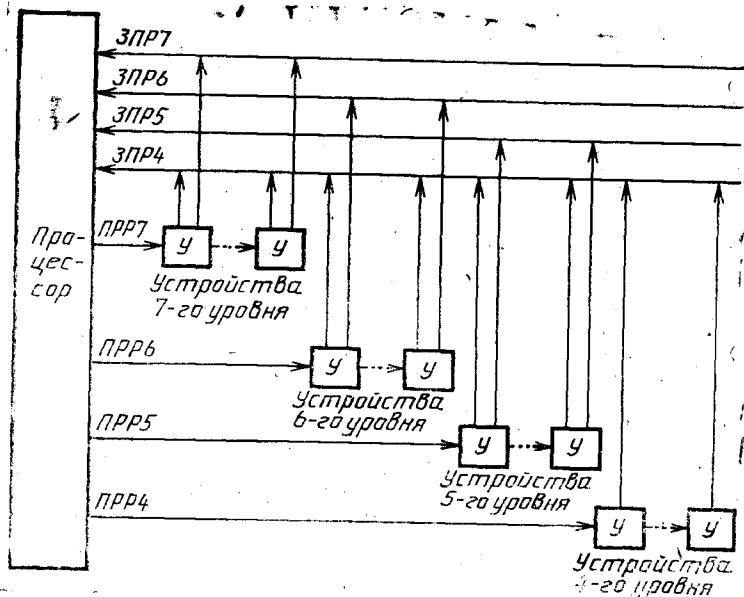 ЗПР7
ЗПР6
ЗПР5
ЗПР4
Про-
цес-
сор
ПРР7
У
У
Устройства
7-го уровня
ПРР6
У
У
Устройства
6-го уровня
ПРР5
У
У
Устройства
5-го уровня
ПРР4
У
У
Устройства
4-го уровня